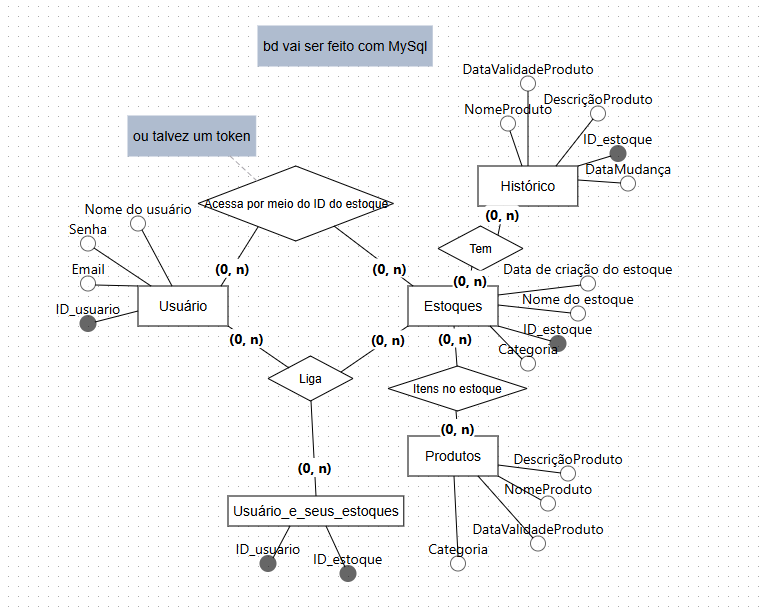 bd vai ser feito com MySql
DataValidadeProduto
NomeProduto
DescriçãoProduto
ou talvez um token
ID_estoque
DataMudança
Histórico
Acessa por meio do ID do estoque
Nome do usuário
(0, n)
Senha
Tem
Email
(0, n)
(0, n)
Data de criação do estoque
(0, n)
ID_usuario
Usuário
Estoques
Nome do estoque
ID_estoque
(0, n)
(0, n)
(0, n)
Categoria
Liga
Itens no estoque
(0, n)
Produtos
DescriçãoProduto
(0, n)
NomeProduto
Usuário_e_seus_estoques
DataValidadeProduto
ID_usuario
ID_estoque
Categoria